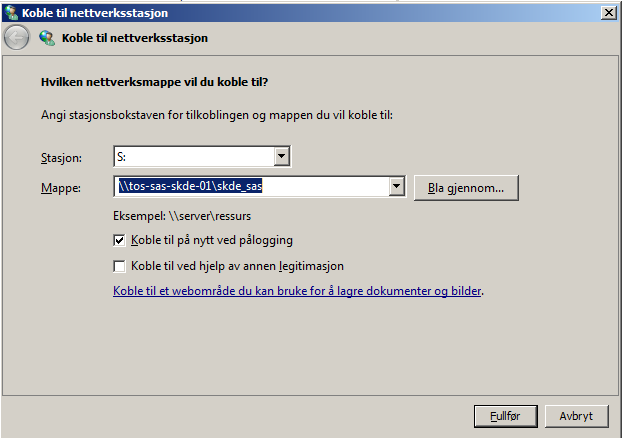 Koble til nettverksstasjon
Koble til nettverksstasjon
Hvilken nettverksmappe vil du koble til?
Angi stasjonsbokstaven for tilkoblingen og mappen du vil koble til:
Stasjon: S:
Mappe: \\tos-sas-skde-01\skde_sas Bla gjennom...
Eksempel: \\server\ressurs
Koble til på nytt ved pålogging
Koble til ved hjelp av annen legitimasjon
Koble til et webområde du kan bruke for å lagre dokumenter og bilder.
Fullfør Avbryt